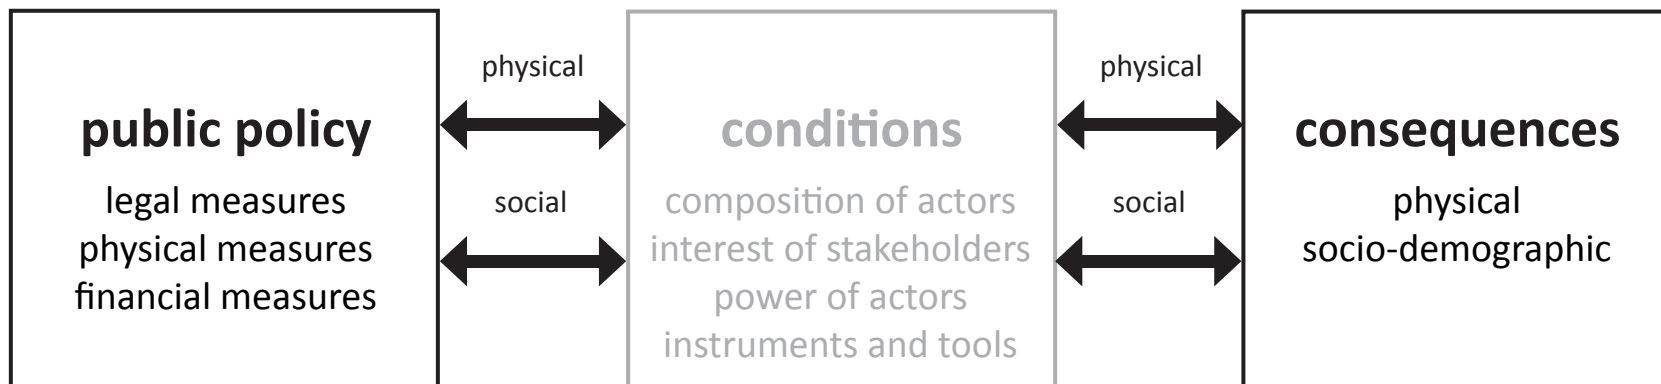 public policy
legal measures
physical measures
financial measures
physical
social
conditions
composition of actors
interest of stakeholders
power of actors
instruments and tools
physical
social
consequences
physical
socio-demographic